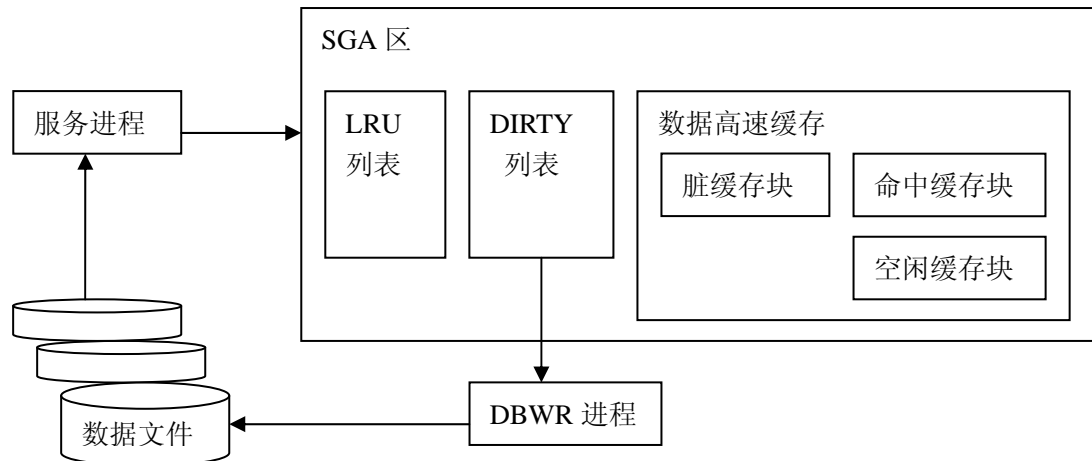 SGA 区
服务进程
LRU
列表
DIRTY
列表
数据高速缓存
脏缓存块
命中缓存块
空闲缓存块
DBWR 进程
数据文件